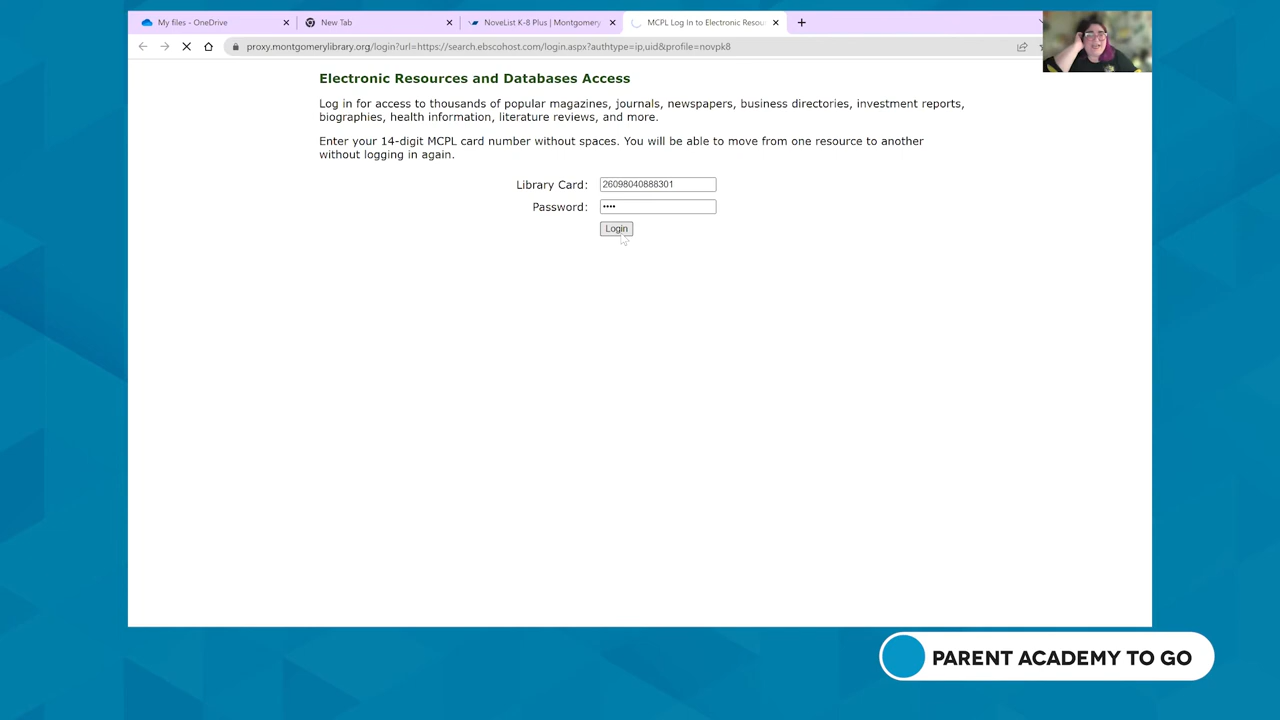 My files - OneDrive
New Tab
NoveList K-8 Plus | Montgomery
MCPL Log In to Electronic Resou
proxy.montgomerylibrary.org/login?url=https://search.ebscohost.com/login.aspx?authtype=ip,uid&profile=novpk8
Electronic Resources and Databases Access
Log in for access to thousands of popular magazines, journals, newspapers, business directories, investment reports,
biographies, health information, literature reviews, and more.
Enter your 14-digit MCPL card number without spaces. You will be able to move from one resource to another
without logging in again.
Library Card: 26098040888301
Password: ••••
Login
PARENT ACADEMY TO GO